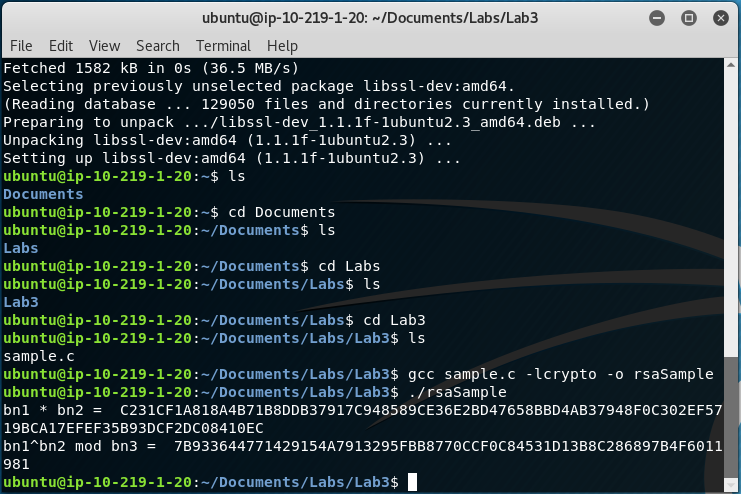 ubuntu@ip-10-219-1-20: ~/Documents/Labs/Lab3
File Edit View Search Terminal Help
Fetched 1582 kB in 0s (36.5 MB/s)
Selecting previously unselected package libssl-dev:amd64.
(Reading database ... 129050 files and directories currently installed.)
Preparing to unpack .../libssl-dev_1.1.1f-1ubuntu2.3_amd64.deb ...
Unpacking libssl-dev:amd64 (1.1.1f-1ubuntu2.3) ...
Setting up libssl-dev:amd64 (1.1.1f-1ubuntu2.3) ...
ubuntu@ip-10-219-1-20:~$ ls
Documents
ubuntu@ip-10-219-1-20:~$ cd Documents
ubuntu@ip-10-219-1-20:~/Documents$ ls
Labs
ubuntu@ip-10-219-1-20:~/Documents$ cd Labs
ubuntu@ip-10-219-1-20:~/Documents/Labs$ ls
Lab3
ubuntu@ip-10-219-1-20:~/Documents/Labs$ cd Lab3
ubuntu@ip-10-219-1-20:~/Documents/Labs/Lab3$ ls
sample.c
ubuntu@ip-10-219-1-20:~/Documents/Labs/Lab3$ gcc sample.c -lcrypto -o rsaSample
ubuntu@ip-10-219-1-20:~/Documents/Labs/Lab3$ ./rsaSample
bn1 * bn2 =  C231CF1A818A4B71B8DDB37917C948589CE36E2BD47658BBD4AB37948F0C302EF57
19BCA17EFEF35B93DCF2DC08410EC
bn1^bn2 mod bn3 =  7B933644771429154A7913295FBB8770CCF0C84531D13B8C286897B4F6011
981
ubuntu@ip-10-219-1-20:~/Documents/Labs/Lab3$